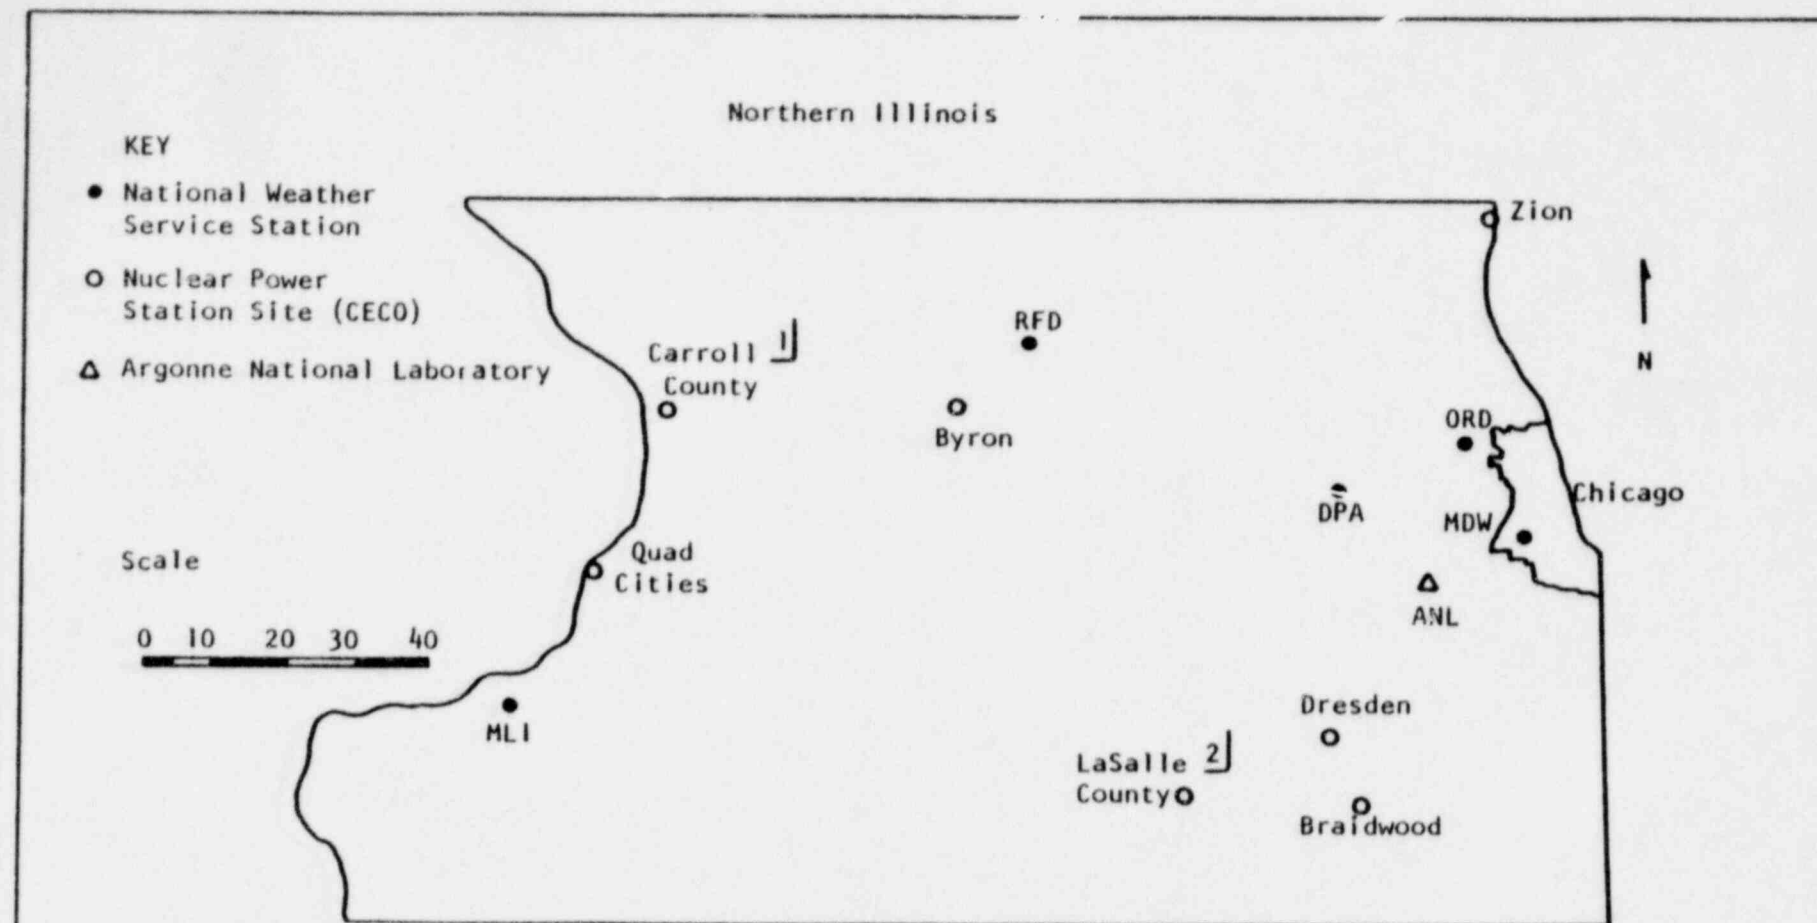 Northern Illinois
KEY
National Weather
Service Station
Nuclear Power
Station Site (CECO)
Argonne National Laboratory
Scale
0 10 20 30 40
Zion
N
RFD
Carroll 1
County
Byron
ORD
Chicago
DPA
MDW
Quad
Cities
ANL
MLI
Dresden
LaSalle 2
County
Braidwood